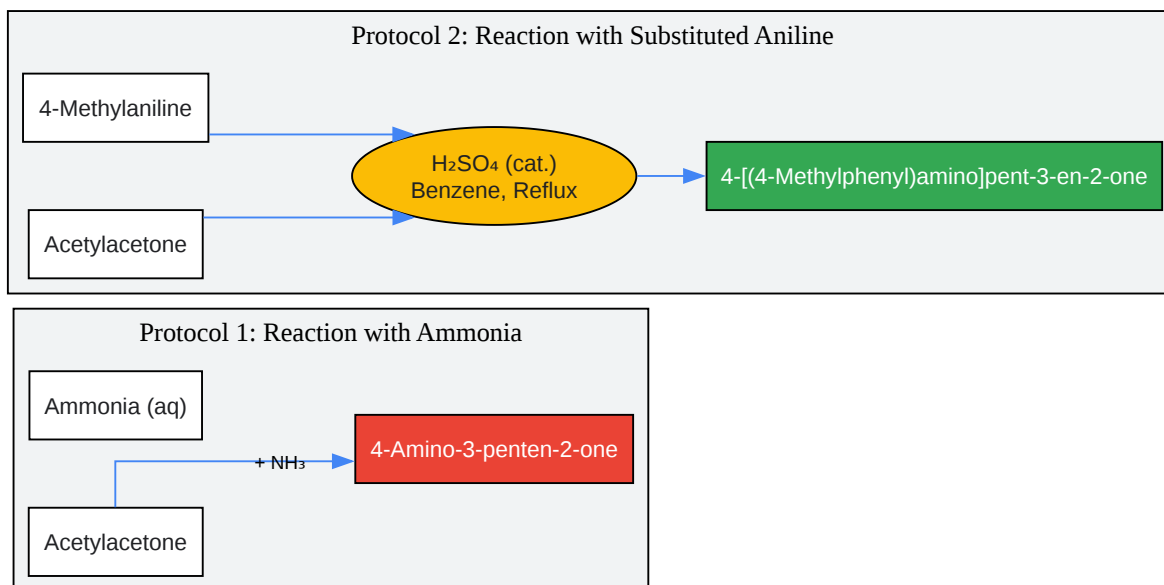 Protocol 2: Reaction with Substituted Aniline
4-Methylaniline
H₂SO₄ (cat.)
Benzene, Reflux
4-[(4-Methylphenyl)amino]pent-3-en-2-one
Acetylacetone
Protocol 1: Reaction with Ammonia
Ammonia (aq)
4-Amino-3-penten-2-one
+ NH₃
Acetylacetone